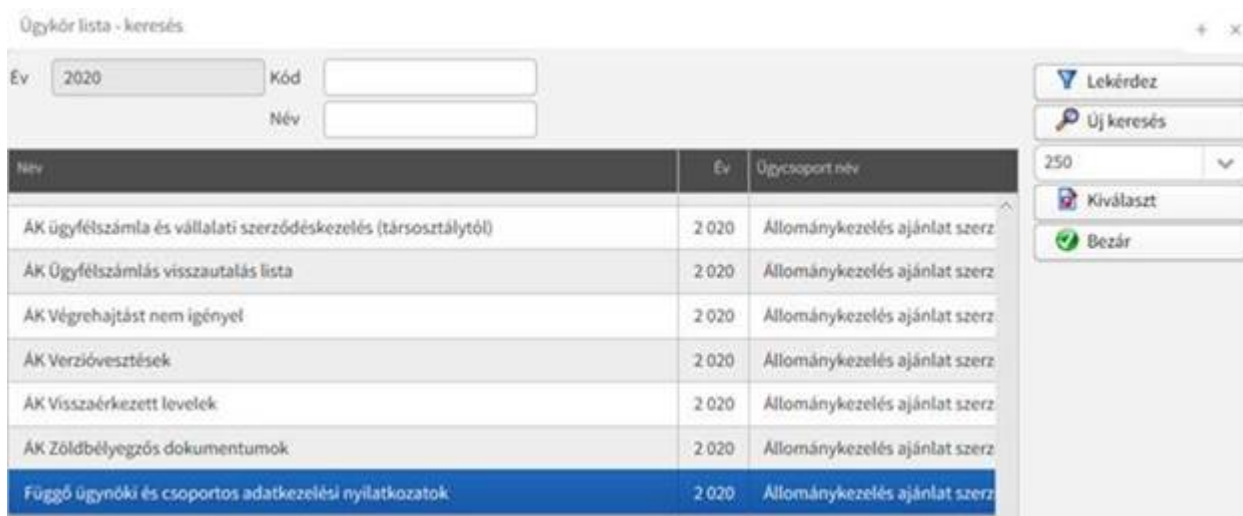 Ügykör lista - keresés + ×
Év 2020 Kód Lekérdez
Név Új keresés
Név Év Ügycsoport név 250
ÁK ügyfélszámla és vállalati szerződéskezelés (társosztálytól) 2 020 Állománykezelés ajánlat szerz Kiválaszt
ÁK Ügyfélszámlás visszautalás lista 2 020 Állománykezelés ajánlat szerz Bezár
ÁK Végrehajtást nem igényel 2 020 Állománykezelés ajánlat szerz
ÁK Verzióvesztések 2 020 Állománykezelés ajánlat szerz
ÁK Visszaérkezett levelek 2 020 Állománykezelés ajánlat szerz
ÁK Zöldbélyegzős dokumentumok 2 020 Állománykezelés ajánlat szerz
Függő ügynöki és csoportos adatkezelési nyilatkozatok 2 020 Állománykezelés ajánlat szerz